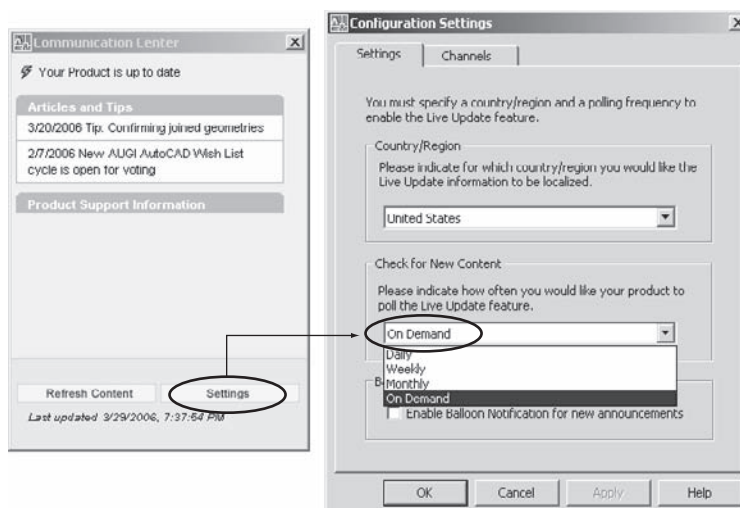 Communication Center
Your Product is up to date
Articles and Tips
3/20/2006 Tip. Confirming joined geometries
2/7/2006 New AUGI AutoCAD Wish List
cycle is open for voting
Product Support Information
Refresh Content
Settings
Last updated 3/29/2006, 7:37:54 PM
Configuration Settings
Settings
Channels
You must specify a country/region and a polling frequency to
enable the Live Update feature.
Country/Region
Please indicate for which country/region you would like the
Live Update information to be localized.
United States
Check for New Content
Please indicate how often you would like your product to
poll the Live Update feature.
On Demand
Daily
Weekly
Monthly
On Demand
Enable Balloon Notification for new announcements
OK
Cancel
Apply
Help